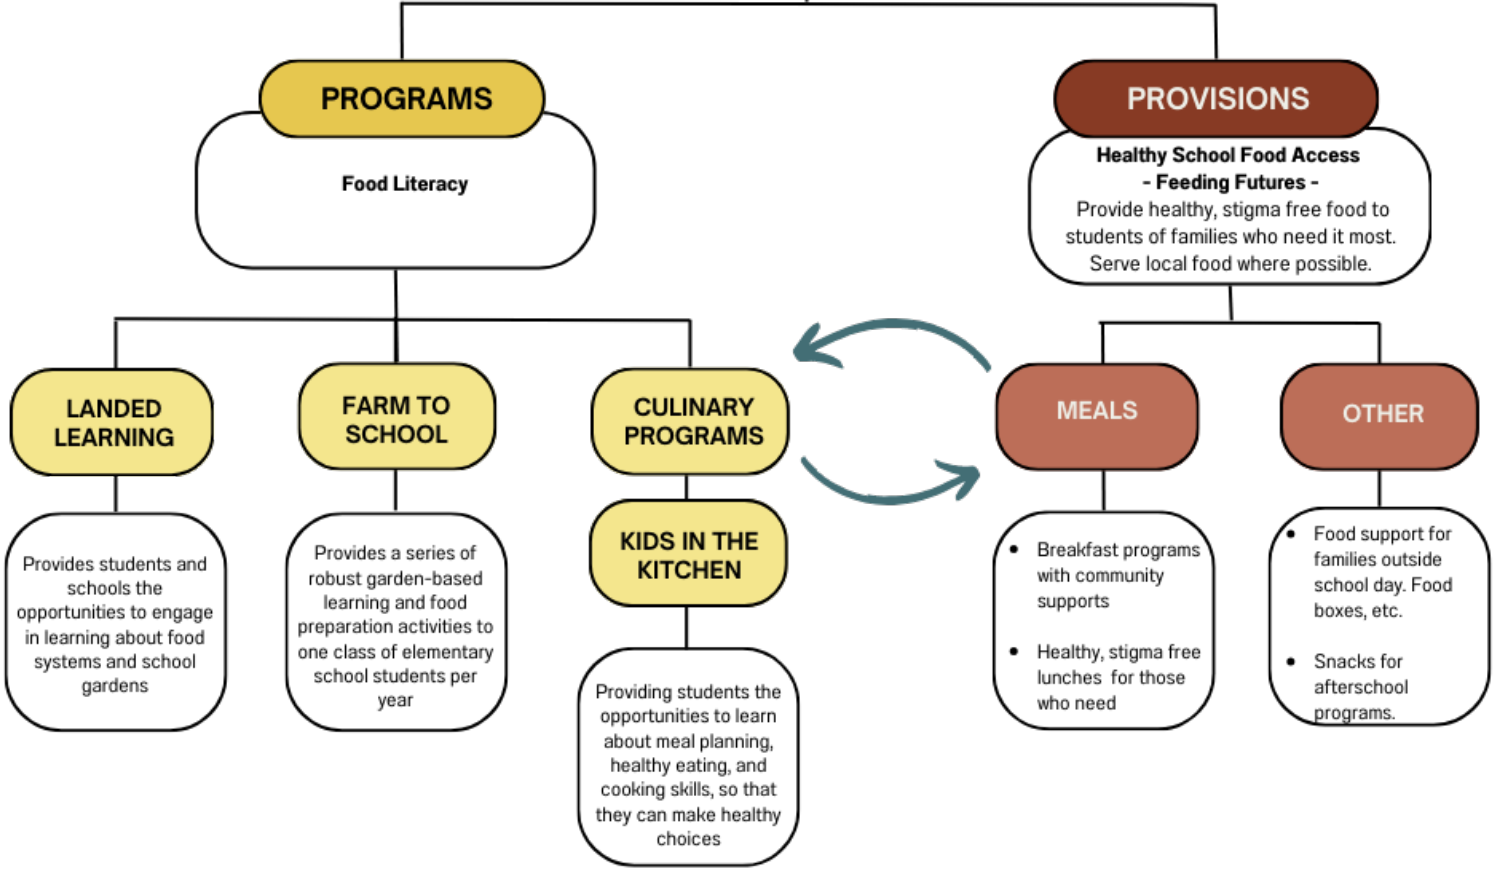 PROGRAMS
Food Literacy
PROVISIONS
Healthy School Food Access
- Feeding Futures -
Provide healthy, stigma free food to
students of families who need it most.
Serve local food where possible.
LANDED
LEARNING
Provides students and
schools the
opportunities to engage
in learning about food
systems and school
gardens
FARM TO
SCHOOL
Provides a series of
robust garden-based
learning and food
preparation activities to
one class of elementary
school students per
year
CULINARY
PROGRAMS
KIDS IN THE
KITCHEN
Providing students the
opportunities to learn
about meal planning,
healthy eating, and
cooking skills, so that
they can make healthy
choices
MEALS
• Breakfast programs
with community
supports
• Healthy, stigma free
lunches for those
who need
OTHER
• Food support for
families outside
school day. Food
boxes, etc.
• Snacks for
afterschool
programs.